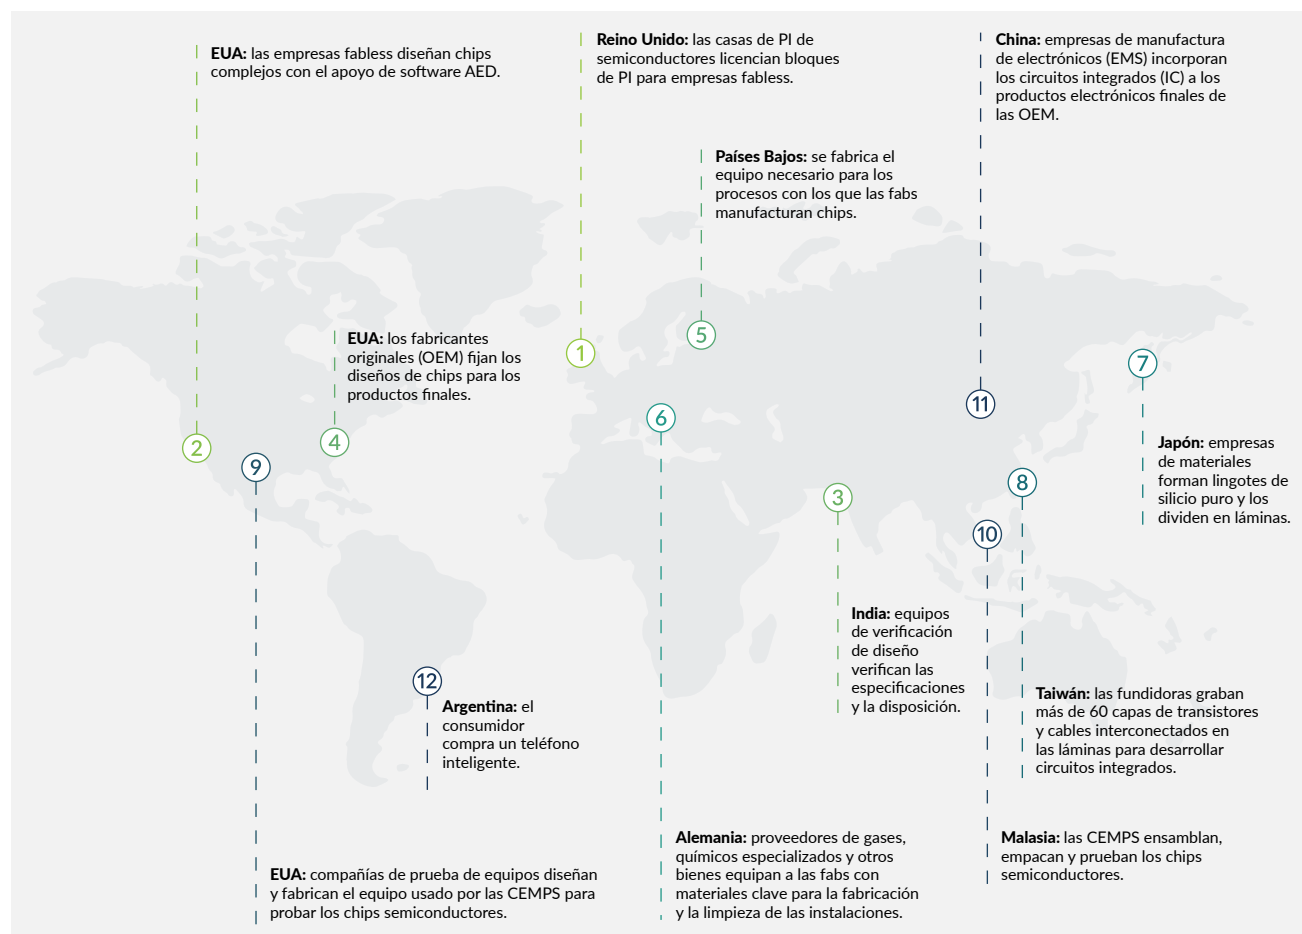 EUA: las empresas fabless diseñan chips
complejos con el apoyo de software AED.
Reino Unido: las casas de PI de
semiconductores licencian bloques
de PI para empresas fabless.
China: empresas de manufactura
de electrónicos (EMS) incorporan
los circuitos integrados (IC) a los
productos electrónicos finales de
las OEM.
Países Bajos: se fabrica el
equipo necesario para los
procesos con los que las fabs
manufacturan chips.
EUA: los fabricantes
originales (OEM) fijan los
diseños de chips para los
productos finales.
5
1
7
11
6
4
2
9
8
3
10
12
Japón: empresas
de materiales
forman lingotes de
silicio puro y los
dividen en láminas.
India: equipos
de verificación
de diseño
verifican las
especificaciones
y la disposición.
Argentina: el
consumidor
compra un teléfono
inteligente.
Taiwán: las fundidoras graban
más de 60 capas de transistores
y cables interconectados en
las láminas para desarrollar
circuitos integrados.
Alemania: proveedores de gases,
químicos especializados y otros
bienes equipan a las fabs con
materiales clave para la fabricación
y la limpieza de las instalaciones.
Malasia: las CEMPS ensamblan,
empacan y prueban los chips
semiconductores.
EUA: compañías de prueba de equipos diseñan
y fabrican el equipo usado por las CEMPS para
probar los chips semiconductores.